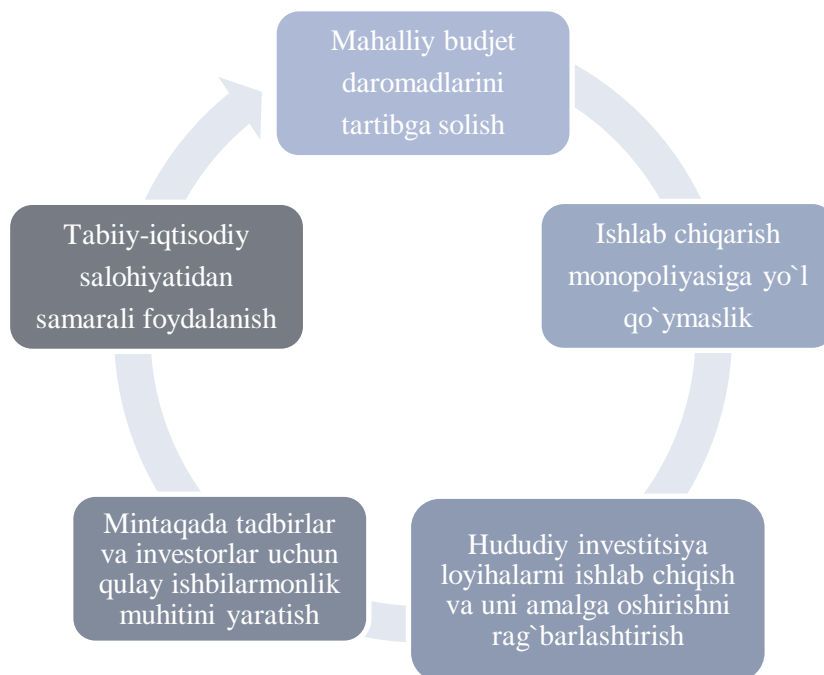 Mahalliy budjet
daromadlarini
tartibga solish
Ishlab chiqarish
monopoliyasiga yo`l
qo`ymaslik
Hududiy investitsiya
loyihalarni ishlab chiqish
va uni amalga oshirishni
rag`barlashtirish
Mintaqada tadbirlar
va investorlar uchun
qulay ishbilarmonlik
muhitini yaratish
Tabiiy-iqtisodiy
salohiyatidan
samarali foydalanish